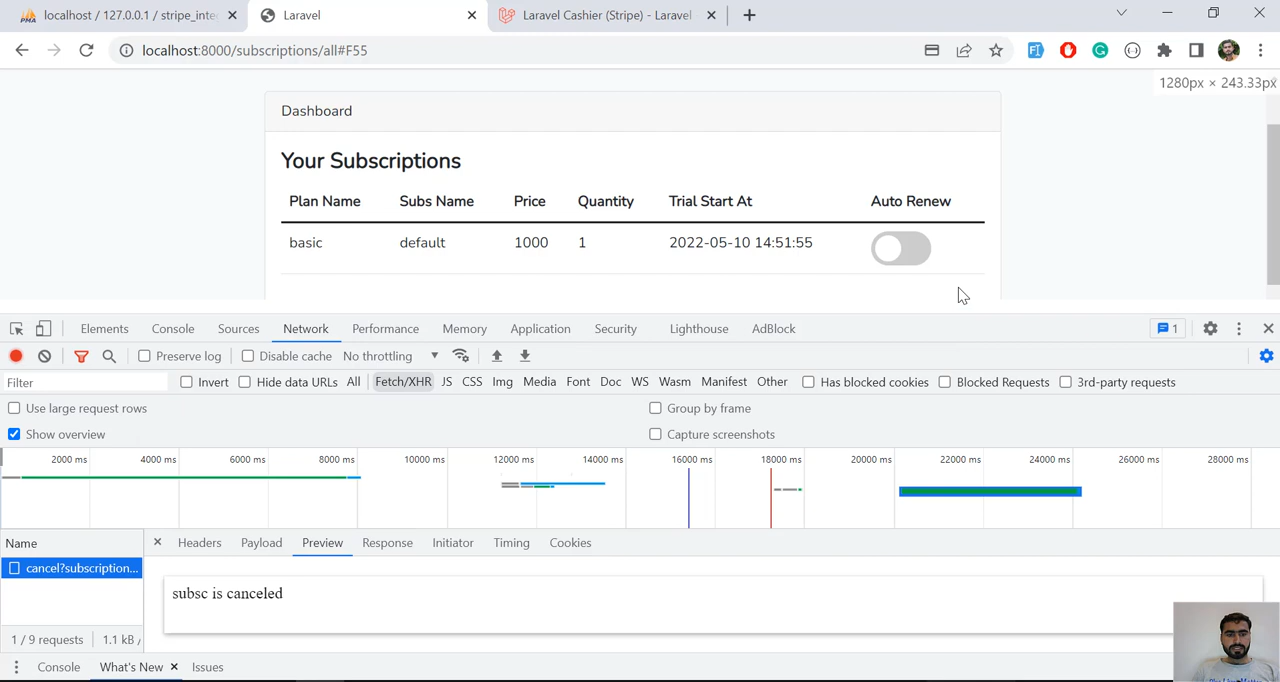 localhost / 127.0.0.1 / stripe_inte
Laravel
Laravel Cashier (Stripe) - Laravel
localhost:8000/subscriptions/all#F55
1280px × 243.33px
Dashboard
Your Subscriptions
Plan Name Subs Name Price Quantity Trial Start At Auto Renew
basic default 1000 1 2022-05-10 14:51:55
Elements Console Sources Network Performance Memory Application Security Lighthouse AdBlock 1
Preserve log Disable cache No throttling
Filter Invert Hide data URLs All Fetch/XHR JS CSS Img Media Font Doc WS Wasm Manifest Other Has blocked cookies Blocked Requests 3rd-party requests
Use large request rows Group by frame
Show overview Capture screenshots
2000 ms 4000 ms 6000 ms 8000 ms 10000 ms 12000 ms 14000 ms 16000 ms 18000 ms 20000 ms 22000 ms 24000 ms 26000 ms 28000 ms
Name Headers Payload Preview Response Initiator Timing Cookies
cancel?subscription...
subsc is canceled
1 / 9 requests 1.1 kB /
Console What's New Issues